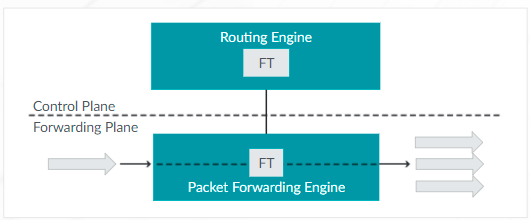 Routing Engine
FT
Control Plane
Forwarding Plane
FT
Packet Forwarding Engine